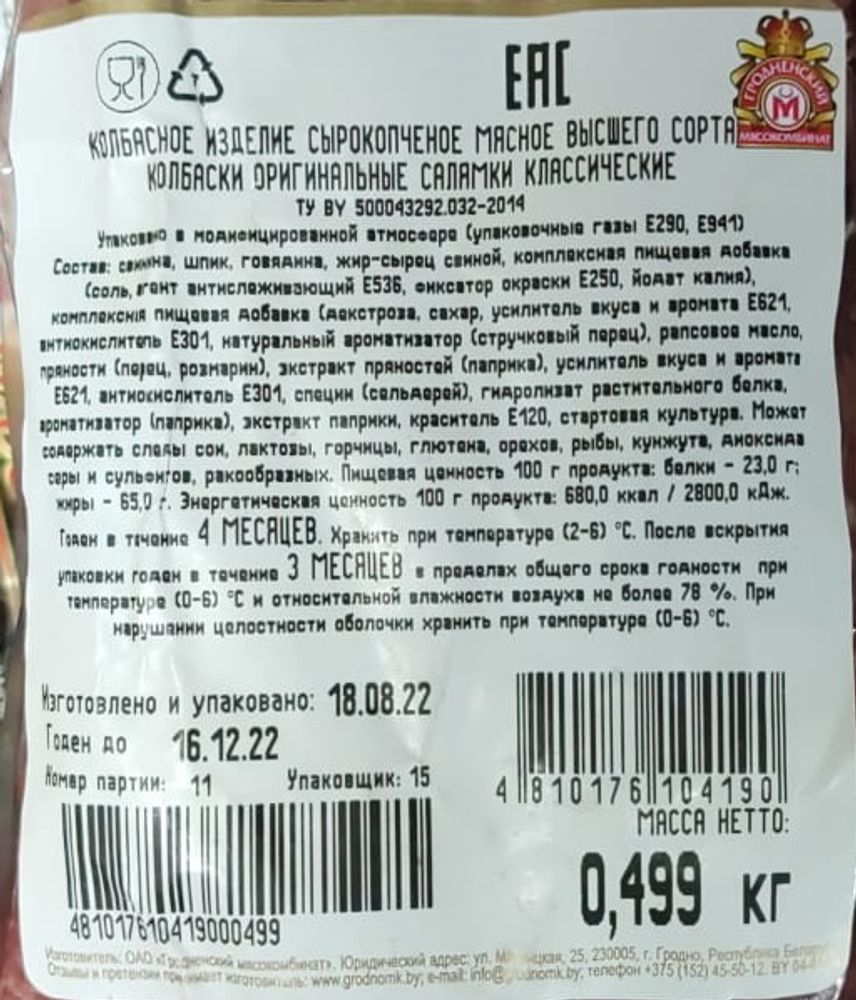 ЕАС
ГРОДНЕНСКИЙ
М
МЯСОКОМБИНАТ
КОЛБАСНОЕ ИЗДЕЛИЕ СЫРОКОПЧЕНОЕ МЯСНОЕ ВЫСШЕГО СОРТА
КОЛБАСКИ ОРИГИНАЛЬНЫЕ САЛЯМКИ КЛАССИЧЕСКИЕ
ТУ BY 500043292.032-2014
Упаковано в модифицированной атмосфере (упаковочные газы Е290, Е941)
Состав: свинина, шпик, говядина, жир-сырец свиной, комплексная пищевая добавка
(соль, агент антислеживающий Е536, фиксатор окраски Е250, йодат калия),
комплексная пищевая добавка (декстроза, сахар, усилитель вкуса и аромата Е621,
антиокислитель Е301, натуральный ароматизатор (стручковый перец), рапсовое масло,
пряности (перец, розмарин), экстракт пряностей (паприка), усилитель вкуса и аромата
Е621, антиокислитель Е301, специи (сельдерей), гидролизат растительного белка,
ароматизатор (паприка), экстракт паприки, краситель Е120, стартовая культура. Может
содержать следы сои, лактозы, горчицы, глютена, орехов, рыбы, кунжута, диоксида
серы и сульфитов, ракообразных. Пищевая ценность 100 г продукта: белки - 23,0 г;
жиры - 65,0 г. Энергетическая ценность 100 г продукта: 680,0 ккал / 2800,0 кДж.
Годен в течение 4 МЕСЯЦЕВ. Хранить при температуре (2-6) °С. После вскрытия
упаковки годен в течение 3 МЕСЯЦЕВ в пределах общего срока годности при
температуре (0-6) °С и относительной влажности воздуха не более 78 %. При
нарушении целостности оболочки хранить при температуре (0-6) °С.
Изготовлено и упаковано: 18.08.22
Годен до 16.12.22
Номер партии: 11 Упаковщик: 15
4 810176 104190
МАССА НЕТТО:
0,499 кг
481017610419000499
Изготовитель: ОАО «Гродненский мясокомбинат». Юридический адрес: ул. 25, 230005, г. Гродно, Республика
Отзывы и претензии принимает изготовитель: www.grodnomk.by; e-mail: телефон +375 (152) 45-50-12. BY